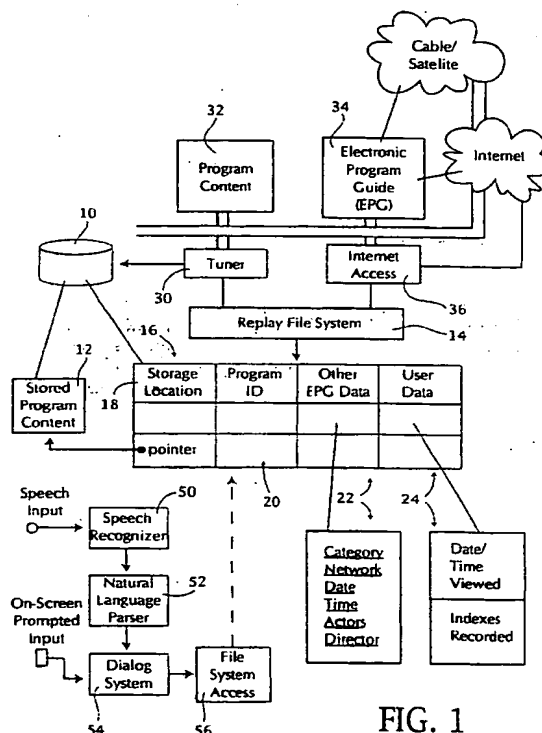 Cable/
Satelite
32
34
Program
Content
Electronic
Program
Guide
(EPG)
Internet
10
Tuner
30
Internet
Access
36
Replay File System
14
16
12
18
Stored
Program
Content
Storage
Location
Program
ID
Other
EPG Data
User
Data
pointer
20
22
24
Speech
Input
50
Speech
Recognizer
52
Natural
Language
Parser
On-Screen
Prompted
Input
Dialog
System
54
File
System
Access
56
Category
Network
Date
Time
Actors
Director
Date/
Time
Viewed
Indexes
Recorded
FIG. 1